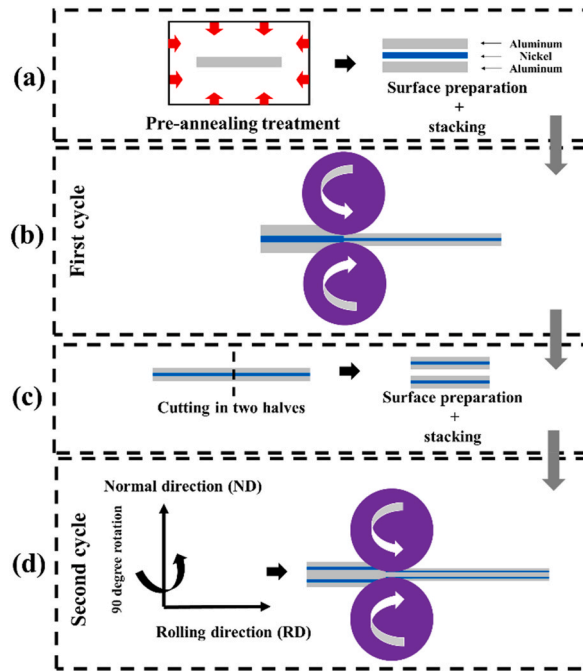 (a)
Pre-annealing treatment
Aluminum
Nickel
Aluminum
Surface preparation
+
stacking
(b)
First cycle
(c)
Cutting in two halves
Surface preparation
+
stacking
(d)
Second cycle
Normal direction (ND)
90 degree rotation
Rolling direction (RD)